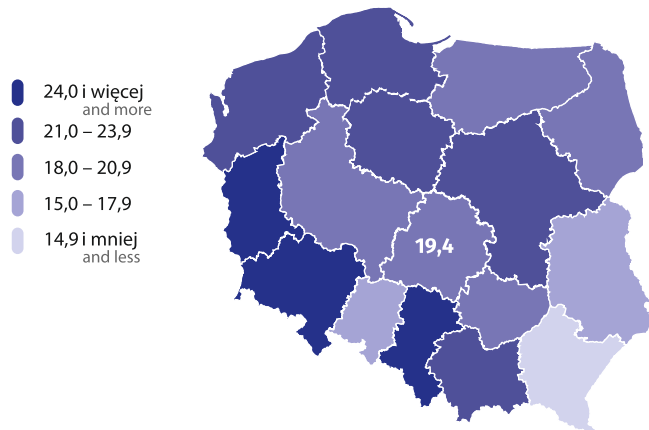 24,0 i więcej
and more
21,0 – 23,9
18,0 – 20,9
15,0 – 17,9
14,9 i mniej
and less
19,4